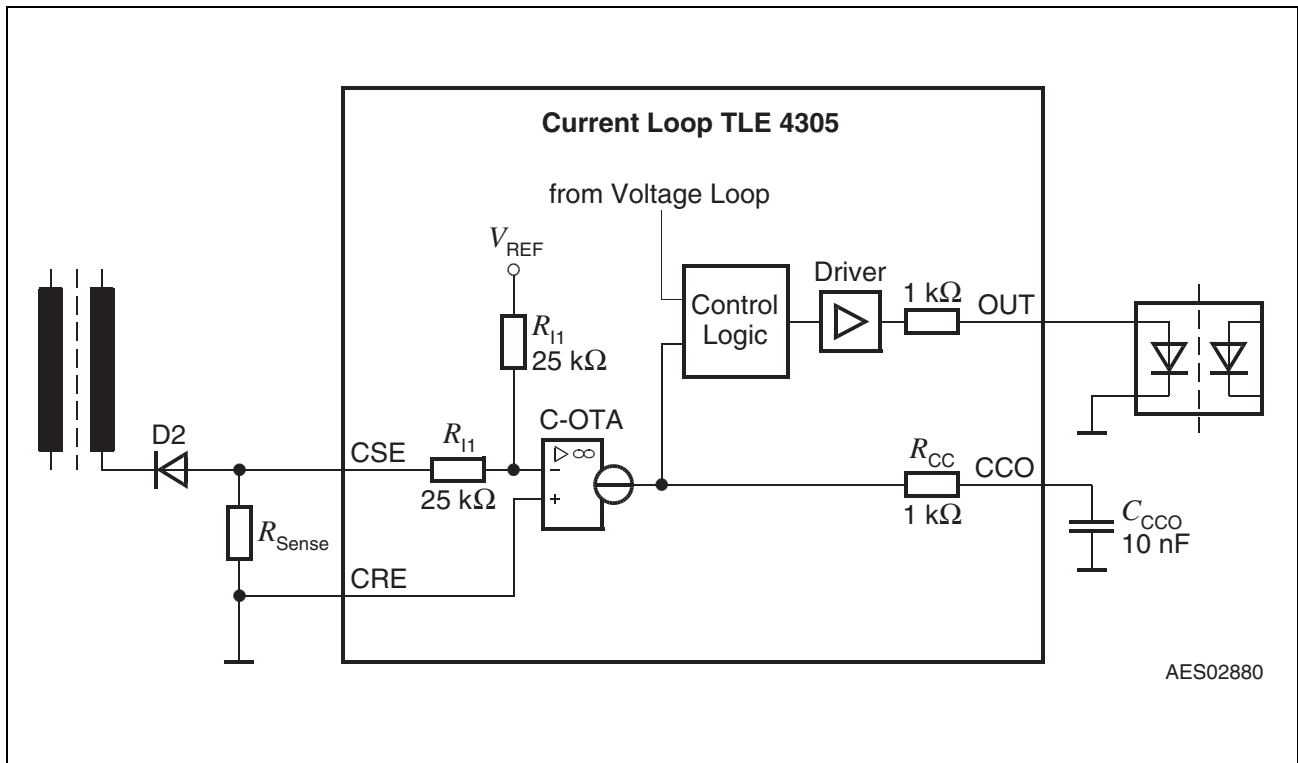 Current Loop TLE 4305
from Voltage Loop
V_REF
R_I1
25 kΩ
Control
Logic
Driver
1 kΩ
OUT
D2
CSE
R_I1
25 kΩ
C-OTA
▷ ∞
−
+
R_CC
1 kΩ
CCO
C_CCO
10 nF
R_Sense
CRE
AES02880